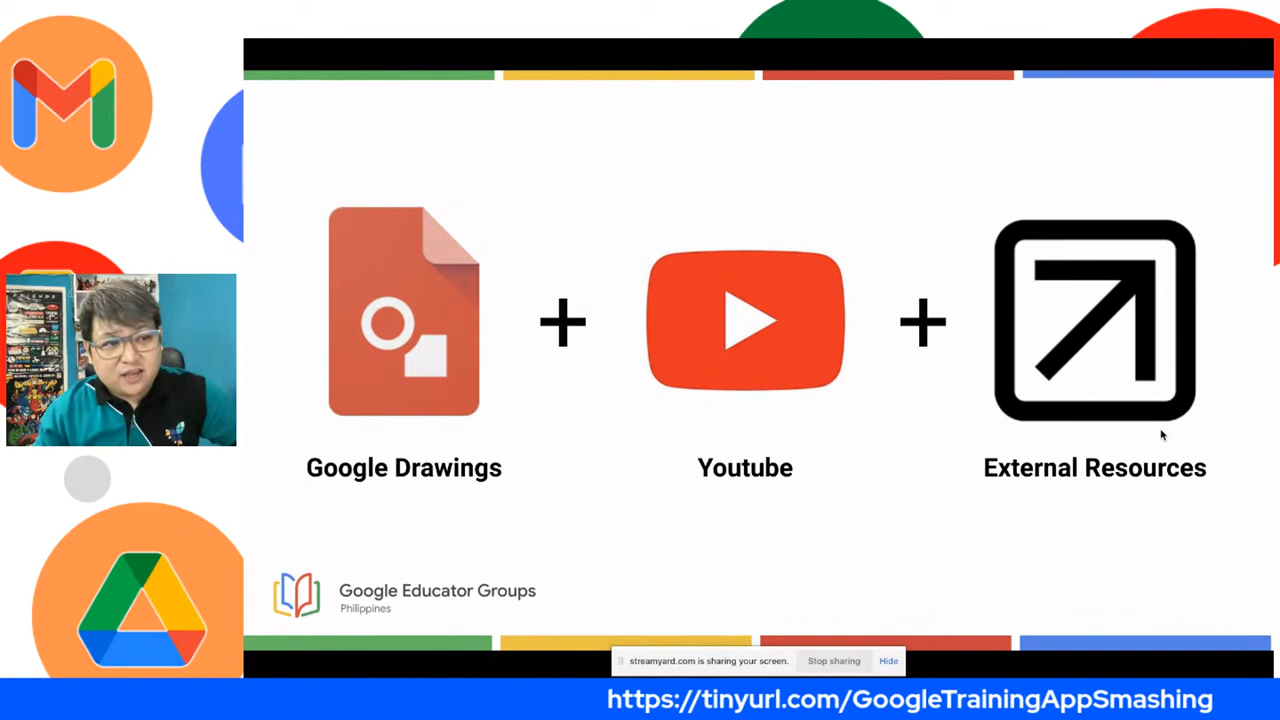 Google Drawings
Youtube
External Resources
Google Educator Groups
Philippines
streamyard.com is sharing your screen.
Stop sharing
Hide
https://tinyurl.com/GoogleTrainingAppSmashing